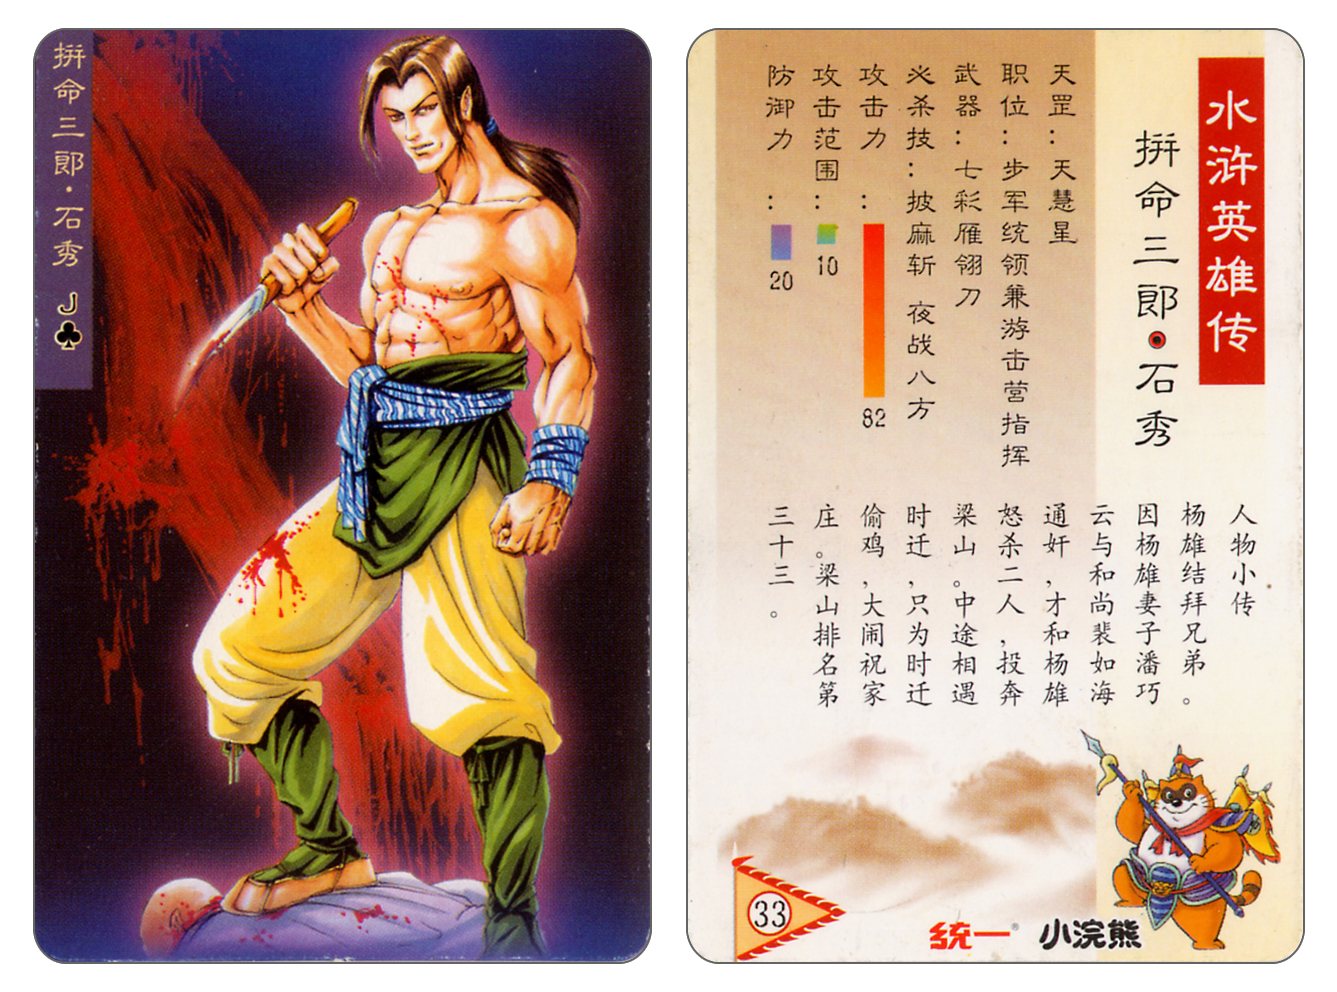 拼命三郎·石秀
J♣
水浒英雄传
拚命三郎·石秀
天罡:天慧星
职位:步军统领兼游击营指挥
武器:七彩雁翎刀
必杀技:披麻斩 夜战八方
攻击力:82
攻击范围:10
防御力:20
人物小传
杨雄结拜兄弟。
因杨雄妻子潘巧
云与和尚裴如海
通奸,才和杨雄
怒杀二人,投奔
梁山。中途相遇
时迁,只为时迁
偷鸡,大闹祝家
庄。梁山排名第
三十三。
33
统一®
小浣熊